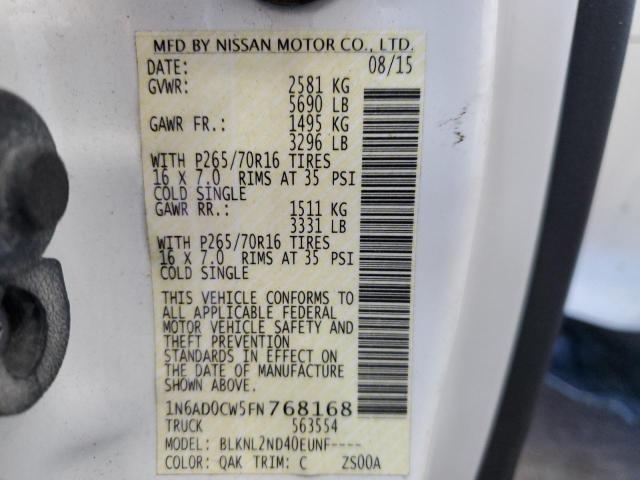 MFD BY NISSAN MOTOR CO., LTD.
DATE: 08/15
GVWR: 2581 KG
5690 LB
GAWR FR.: 1495 KG
3296 LB
WITH P265/70R16 TIRES
16 X 7.0 RIMS AT 35 PSI
COLD SINGLE
GAWR RR.: 1511 KG
3331 LB
WITH P265/70R16 TIRES
16 X 7.0 RIMS AT 35 PSI
COLD SINGLE
THIS VEHICLE CONFORMS TO
ALL APPLICABLE FEDERAL
MOTOR VEHICLE SAFETY AND
THEFT PREVENTION
STANDARDS IN EFFECT ON
THE DATE OF MANUFACTURE
SHOWN ABOVE.
1N6AD0CW5FN768168
TRUCK 563554
MODEL: BLKNL2ND40EUNF----
COLOR: QAK TRIM: C ZS00A